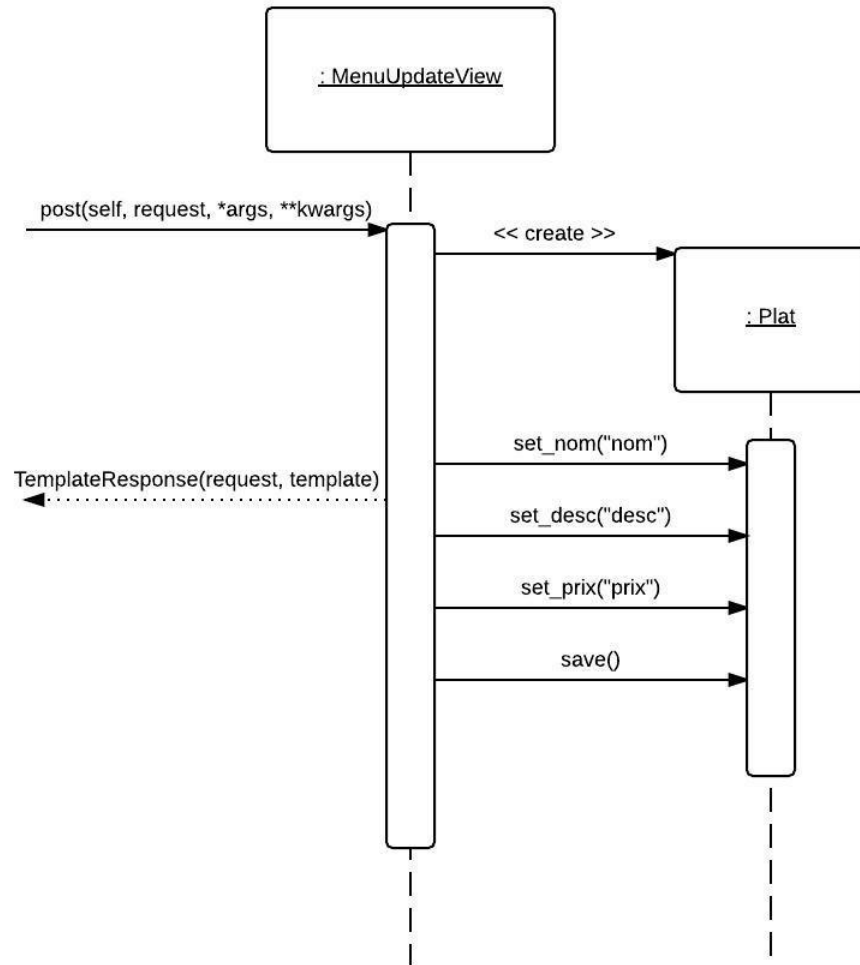 : MenuUpdateView
post(self, request, *args, **kwargs)
<< create >>
: Plat
set_nom("nom")
TemplateResponse(request, template)
set_desc("desc")
set_prix("prix")
save()